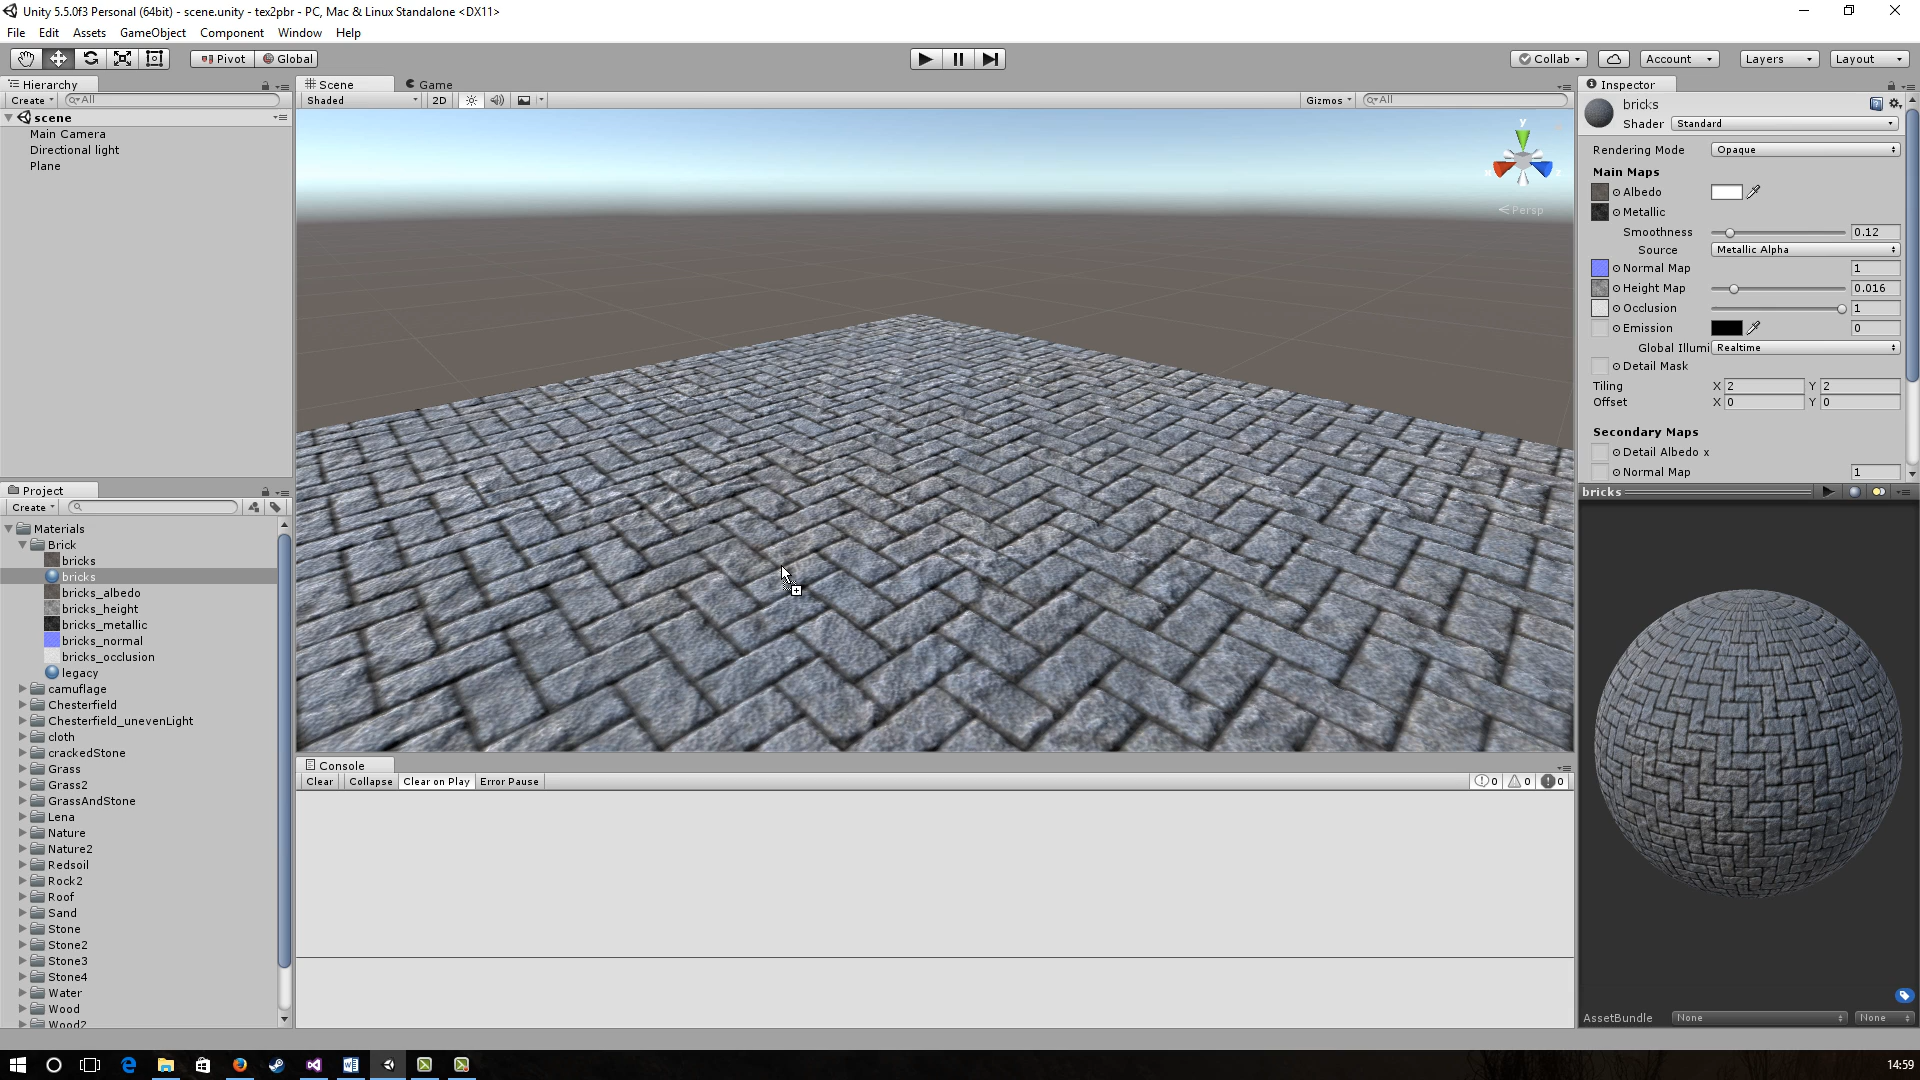 Unity 5.5.0f3 Personal (64bit) - scene.unity - tex2pbr - PC, Mac & Linux Standalone <DX11>
File Edit Assets GameObject Component Window Help
Pivot Global Collab Account Layers Layout
Hierarchy
Create All
scene
Main Camera
Directional light
Plane
Scene Game
Shaded 2D Gizmos All
y
Persp
Inspector
bricks
Shader Standard
Rendering Mode Opaque
Main Maps
Albedo
Metallic
Smoothness 0.12
Source Metallic Alpha
Normal Map 1
Height Map 0.016
Occlusion 1
Emission 0
Global Illumi Realtime
Detail Mask
Tiling X 2 Y 2
Offset X 0 Y 0
Secondary Maps
Detail Albedo x
Normal Map 1
bricks
AssetBundle None None
Project
Create
Materials
Brick
bricks
bricks
bricks_albedo
bricks_height
bricks_metallic
bricks_normal
bricks_occlusion
legacy
camuflage
Chesterfield
Chesterfield_unevenLight
cloth
crackedStone
Grass
Grass2
GrassAndStone
Lena
Nature
Nature2
Redsoil
Rock2
Roof
Sand
Stone
Stone2
Stone3
Stone4
Water
Wood
Wood2
Console
Clear Collapse Clear on Play Error Pause 0 0 0
14:59